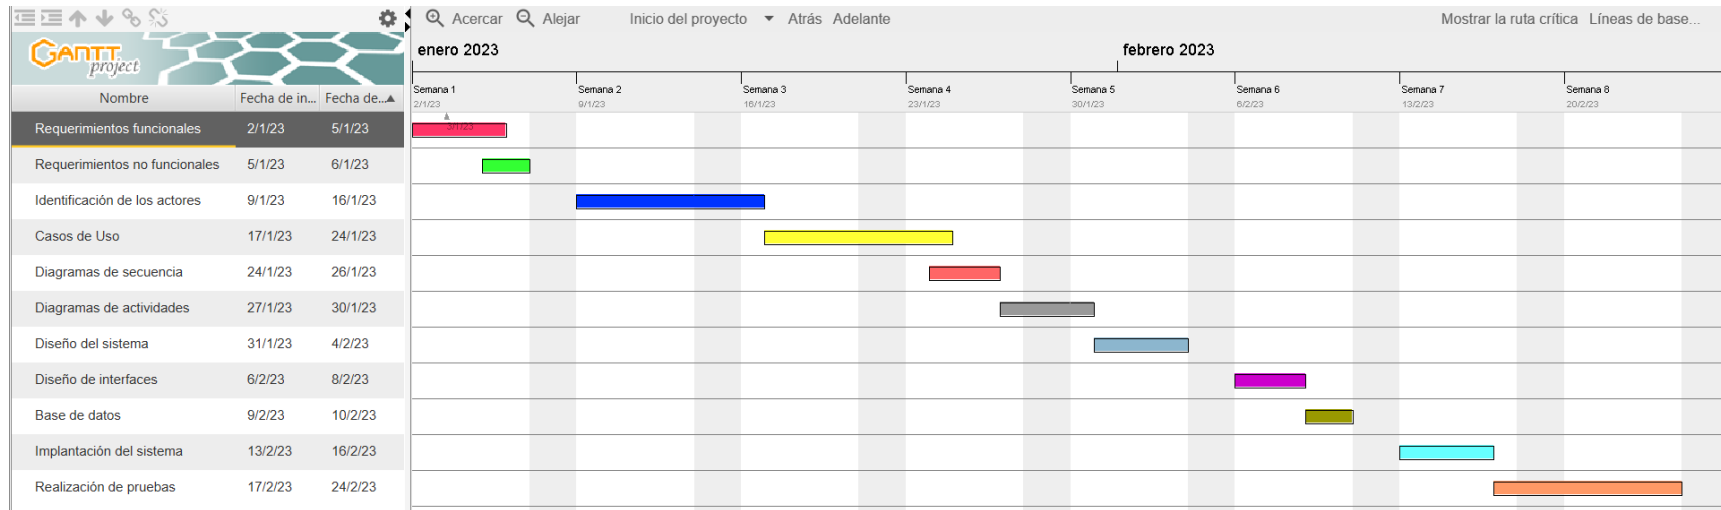 Acercar Alejar Inicio del proyecto Atrás Adelante Mostrar la ruta crítica Líneas de base...
GANTT
project
enero 2023 febrero 2023
Nombre Fecha de in... Fecha de...
Semana 1 Semana 2 Semana 3 Semana 4 Semana 5 Semana 6 Semana 7 Semana 8
2/1/23 9/1/23 16/1/23 23/1/23 30/1/23 6/2/23 13/2/23 20/2/23
Requerimientos funcionales 2/1/23 5/1/23 3/1/23
Requerimientos no funcionales 5/1/23 6/1/23
Identificación de los actores 9/1/23 16/1/23
Casos de Uso 17/1/23 24/1/23
Diagramas de secuencia 24/1/23 26/1/23
Diagramas de actividades 27/1/23 30/1/23
Diseño del sistema 31/1/23 4/2/23
Diseño de interfaces 6/2/23 8/2/23
Base de datos 9/2/23 10/2/23
Implantación del sistema 13/2/23 16/2/23
Realización de pruebas 17/2/23 24/2/23